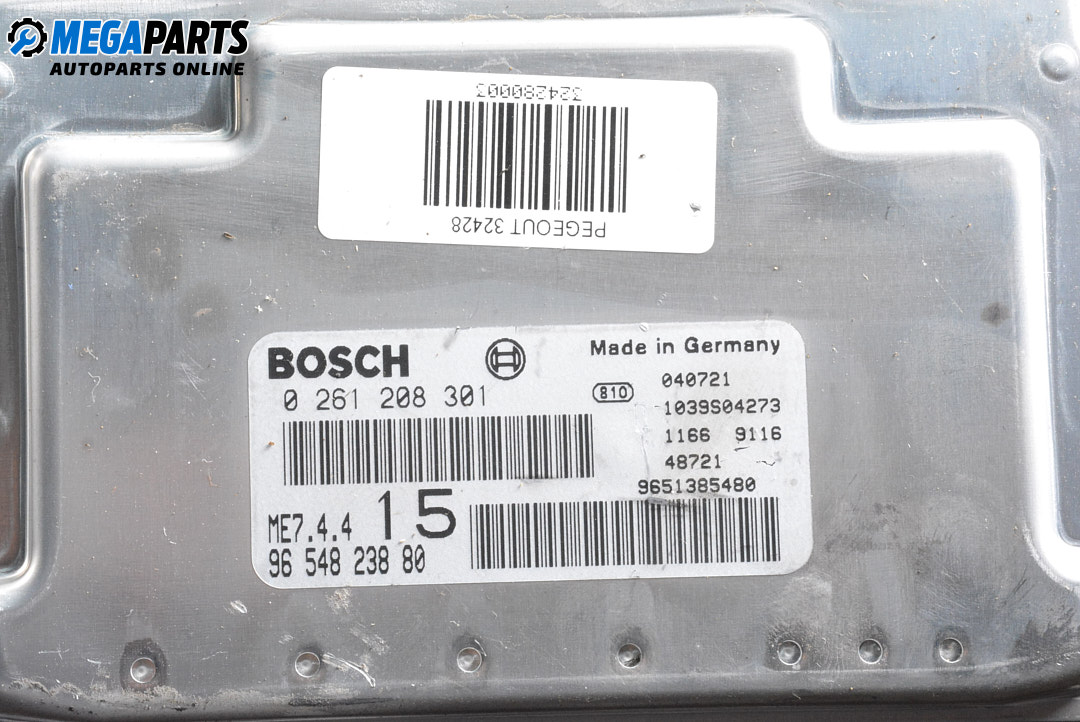 MEGAPARTS
AUTOPARTS ONLINE
324280003
PEGEOUT 32428
BOSCH
Made in Germany
0 261 208 301
810
040721
1039S04273
1166 9116
48721
9651385480
ME7.4.4 15
96 548 238 80